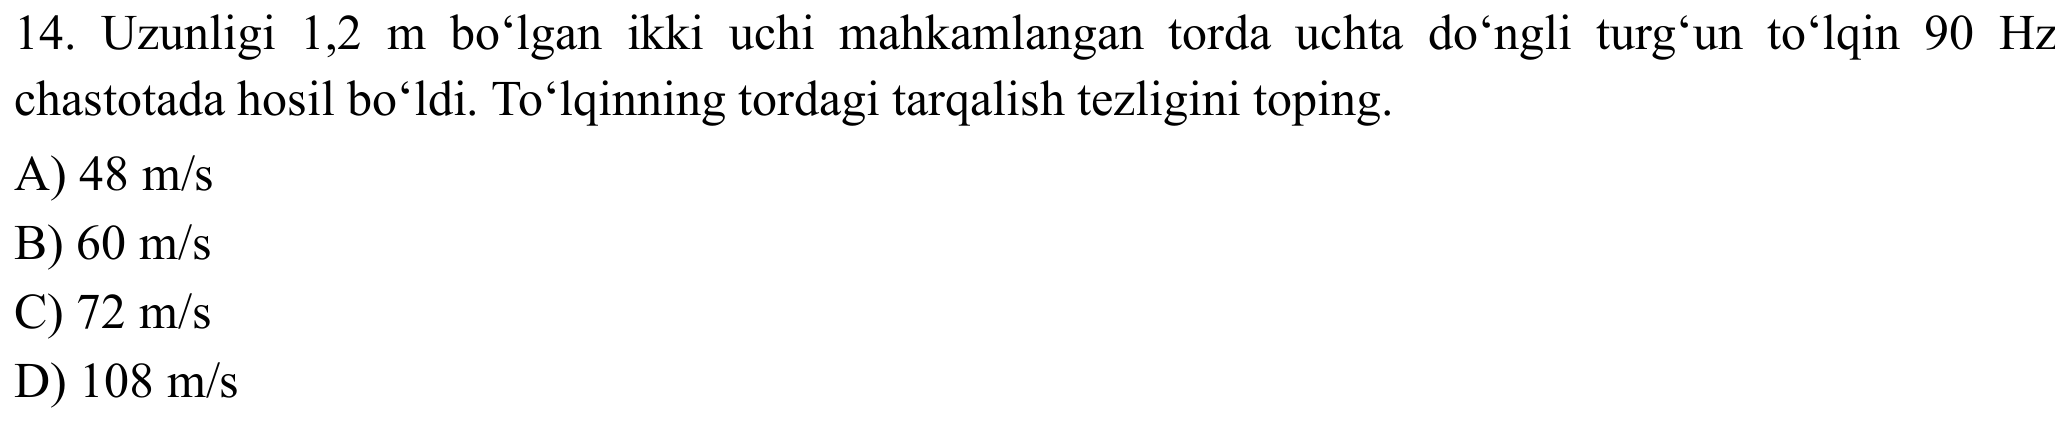 14. Uzunligi 1,2 m bo‘lgan ikki uchi mahkamlangan torda uchta do‘ngli turg‘un to‘lqin 90 Hz
chastotada hosil bo‘ldi. To‘lqinning tordagi tarqalish tezligini toping.
A) 48 m/s
B) 60 m/s
C) 72 m/s
D) 108 m/s